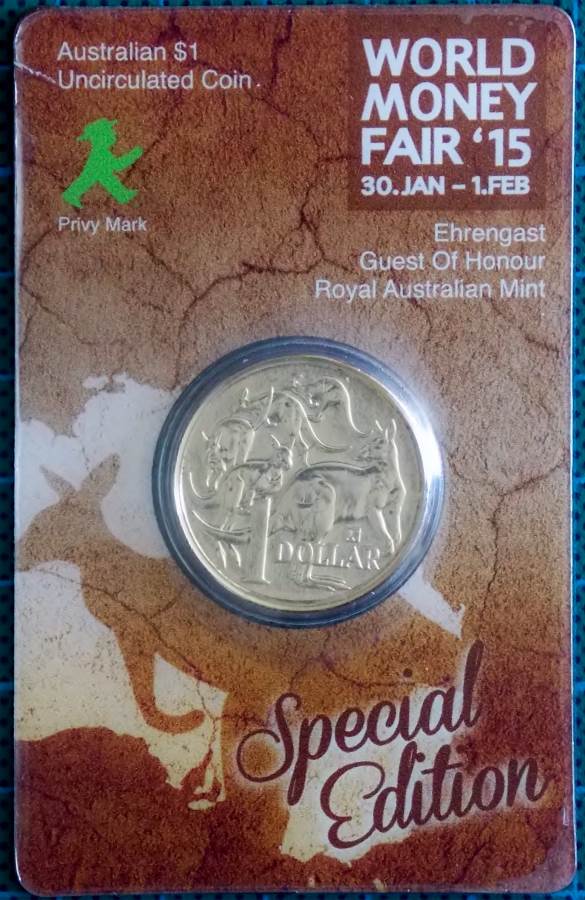 Australian $1
Uncirculated Coin
Privy Mark
WORLD
MONEY
FAIR ‘15
30.JAN – 1.FEB
Ehrengast
Guest Of Honour
Royal Australian Mint
1 DOLLAR
Special
Edition